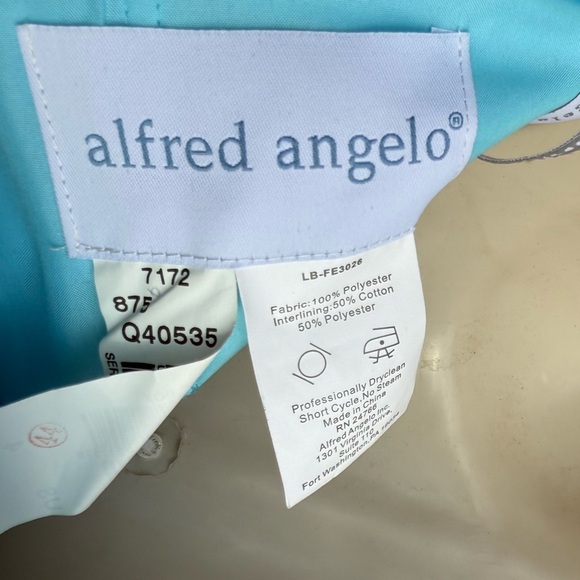 alfred angelo®
7172
875
Q40535
SER
LB-FE3026
Fabric:100% Polyester
Interlining:50% Cotton
50% Polyester
Professionally Dryclean
Short Cycle.No Steam
Made in China
RN 24766
Alfred Angelo Inc.
1301 Virginia Drive,
Suite 110
Fort Washington, PA 19034